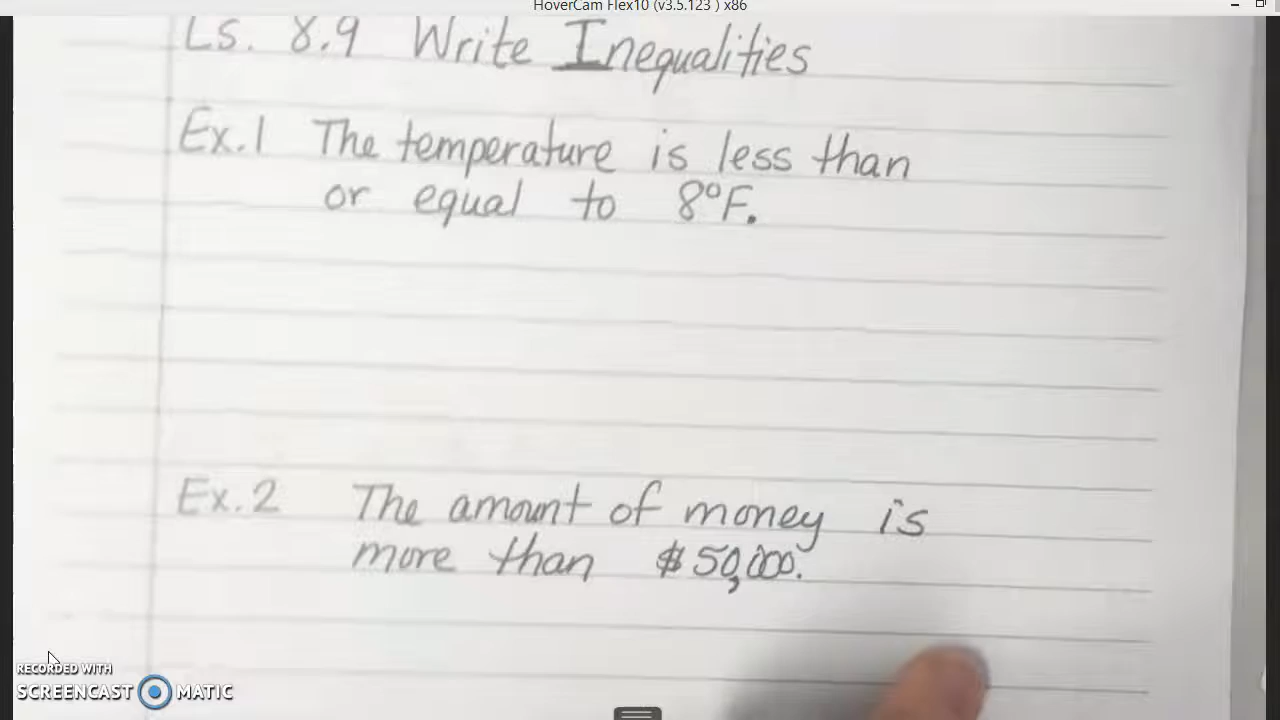 HoverCam Flex10 (v3.5.123 ) x86
Ls. 8.9 Write Inequalities
Ex.1 The temperature is less than
or equal to 8°F.
Ex.2 The amount of money is
more than $50,000.
RECORDED WITH
SCREENCAST MATIC